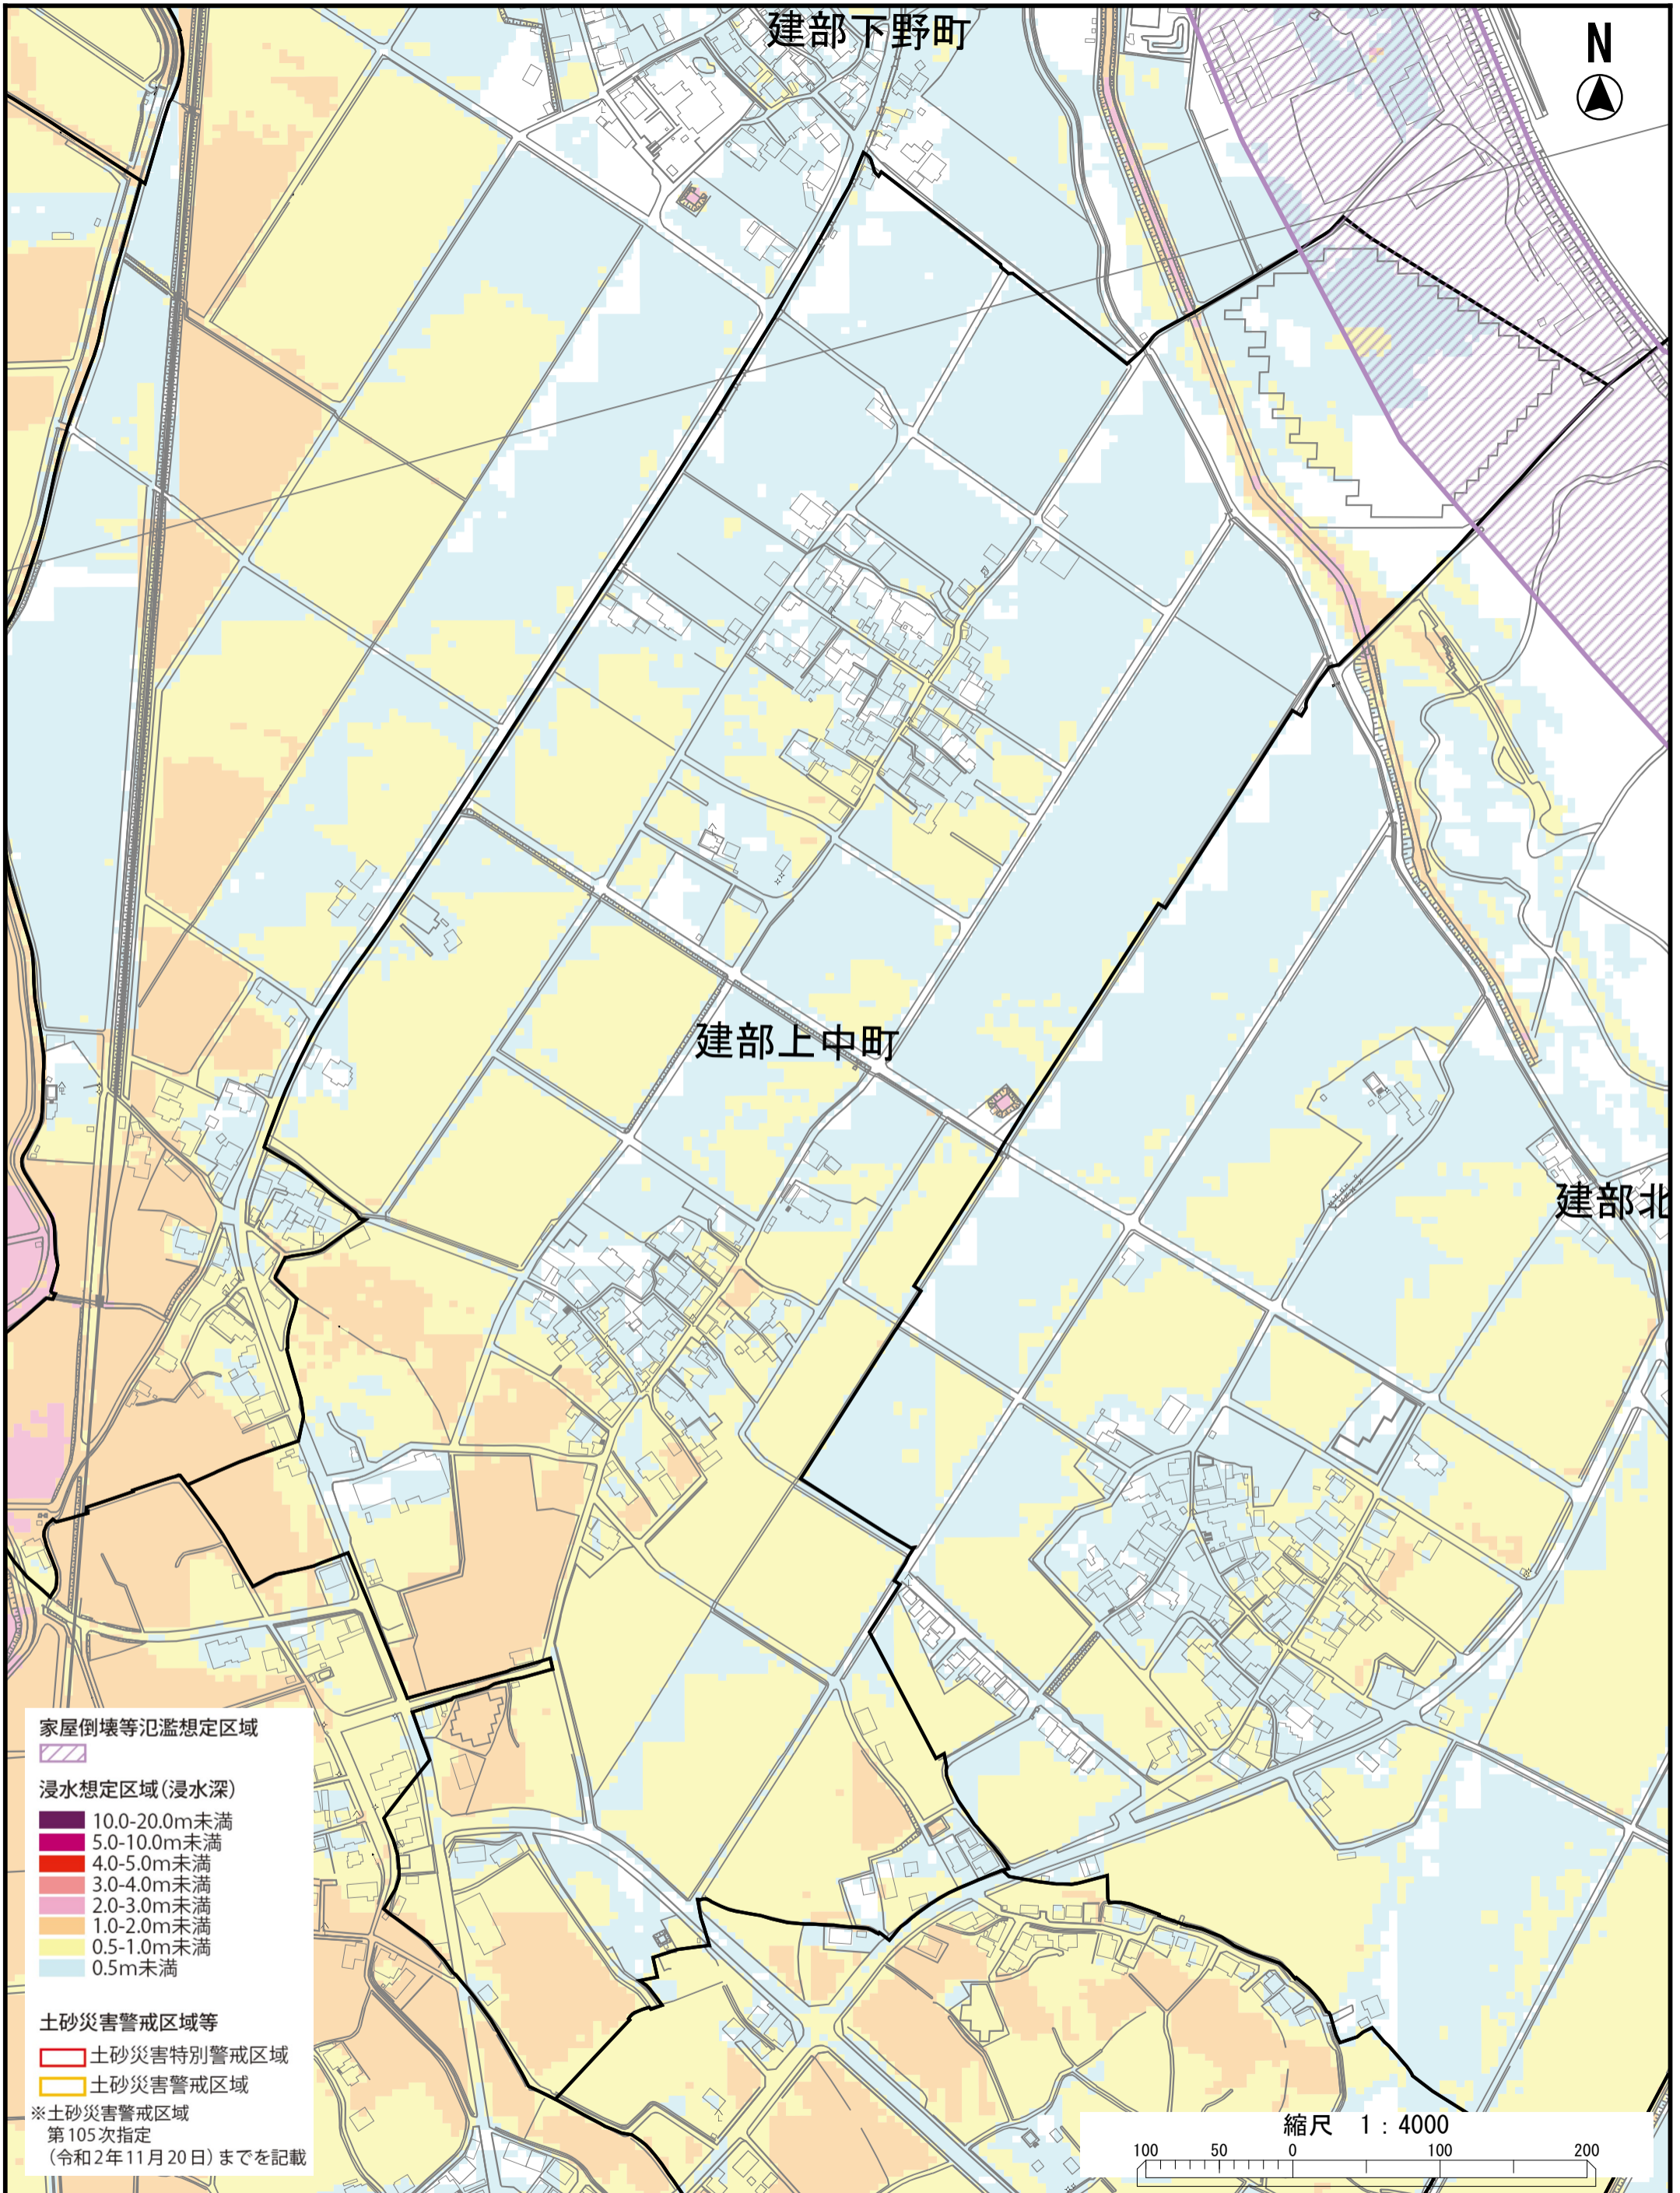 建部下野町
N
建部上中町
建部北
家屋倒壊等氾濫想定区域
浸水想定区域(浸水深)
10.0-20.0m未満
5.0-10.0m未満
4.0-5.0m未満
3.0-4.0m未満
2.0-3.0m未満
1.0-2.0m未満
0.5-1.0m未満
0.5m未満
土砂災害警戒区域等
土砂災害特別警戒区域
土砂災害警戒区域
※土砂災害警戒区域
第105次指定
(令和2年11月20日)までを記載
縮尺 1:4000
100 50 0 100 200